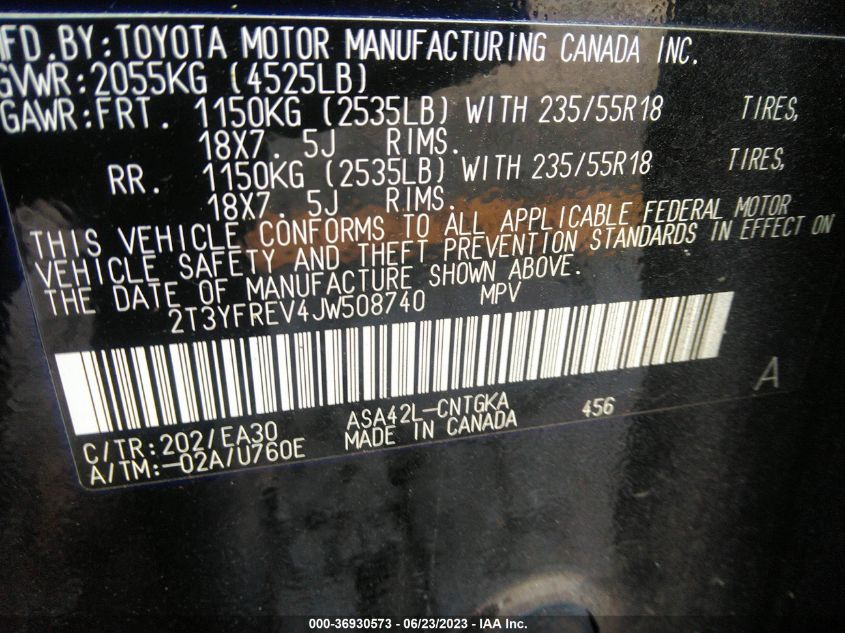 MFD. BY: TOYOTA MOTOR MANUFACTURING CANADA INC.
GVWR: 2055KG (4525LB)
GAWR: FRT. 1150KG (2535LB) WITH 235/55R18 TIRES,
18X7. 5J RIMS.
RR. 1150KG (2535LB) WITH 235/55R18 TIRES,
18X7. 5J RIMS.
THIS VEHICLE CONFORMS TO ALL APPLICABLE FEDERAL MOTOR
VEHICLE SAFETY AND THEFT PREVENTION STANDARDS IN EFFECT ON
THE DATE OF MANUFACTURE SHOWN ABOVE.
2T3YFREV4JW508740 MPV
A
C/TR: 202/EA30 ASA42L-CNTGKA 456
A/TM: -02A/U760E MADE IN CANADA
000-36930573 — 06/23/2023 — IAA Inc.